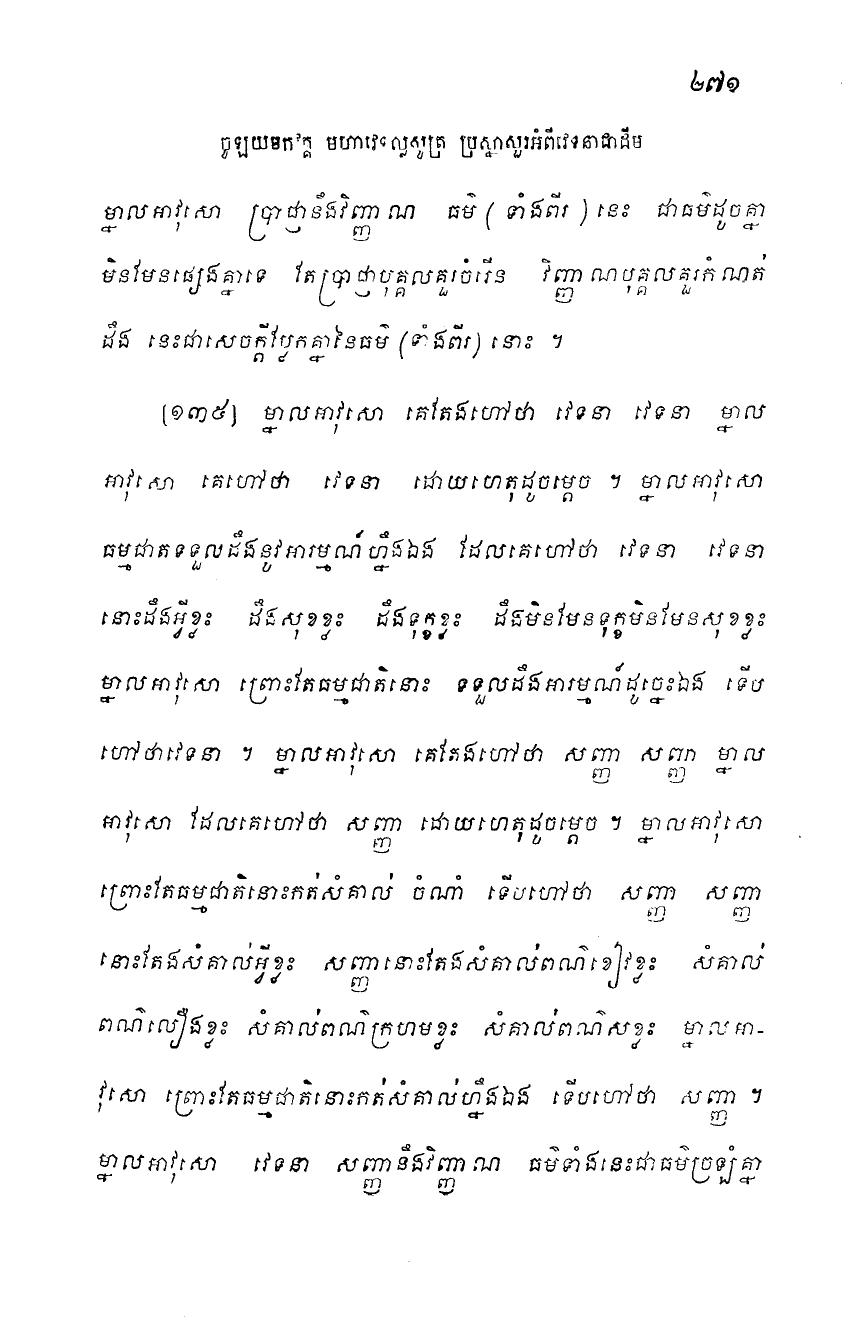 ២៧១
ចូឡយមកវគ្គ មហាវេទល្លសូត្រ ប្រស្នាសួរអំពីវេទនាជាដើម
ម្នាលអាវុសោ ប្រាជ្ញានឹងវិញ្ញាណ ធម៌ ( ទាំងពីរ ) នេះ ជាធម៌ដូចគ្នា
មិនមែនផ្សេងគ្នាទេ តែប្រាជ្ញាបុគ្គលគួរចំរើន វិញ្ញាណបុគ្គលគួរកំណត់
ដឹង នេះជាសេចក្តីប្លែកគ្នានៃធម៌ (ទាំងពីរ) នោះ ។
[១៣៥] ម្នាលអាវុសោ គេតែងហៅថា វេទនា វេទនា ម្នាល
អាវុសោ គេហៅថា វេទនា ដោយហេតុដូចម្តេច ។ ម្នាលអាវុសោ
ធម្មជាតទទួលដឹងនូវអារម្មណ៍ហ្នឹងឯង ដែលគេហៅថា វេទនា វេទនា
នោះដឹងអ្វីខ្លះ ដឹងសុខខ្លះ ដឹងទុក្ខខ្លះ ដឹងមិនមែនទុក្ខមិនមែនសុខខ្លះ
ម្នាលអាវុសោ ព្រោះតែធម្មជាតិនោះ ទទួលដឹងអារម្មណ៍ដូច្នេះឯង ទើប
ហៅថាវេទនា ។ ម្នាលអាវុសោ គេតែងហៅថា សញ្ញា សញ្ញា ម្នាល
អាវុសោ ដែលគេហៅថា សញ្ញា ដោយហេតុដូចម្តេច ។ ម្នាលអាវុសោ
ព្រោះតែធម្មជាតិនោះកត់សំគាល់ ចំណាំ ទើបហៅថា សញ្ញា សញ្ញា
នោះតែងសំគាល់អ្វីខ្លះ សញ្ញានោះតែងសំគាល់ពណ៌ខៀវខ្លះ សំគាល់
ពណ៌លឿងខ្លះ សំគាល់ពណ៌ក្រហមខ្លះ សំគាល់ពណ៌សខ្លះ ម្នាលអា-
វុសោ ព្រោះតែធម្មជាតិនោះកត់សំគាល់ហ្នឹងឯង ទើបហៅថា សញ្ញា ។
ម្នាលអាវុសោ វេទនា សញ្ញានឹងវិញ្ញាណ ធម៌ទាំងនេះជាធម៌ច្រឡំគ្នា